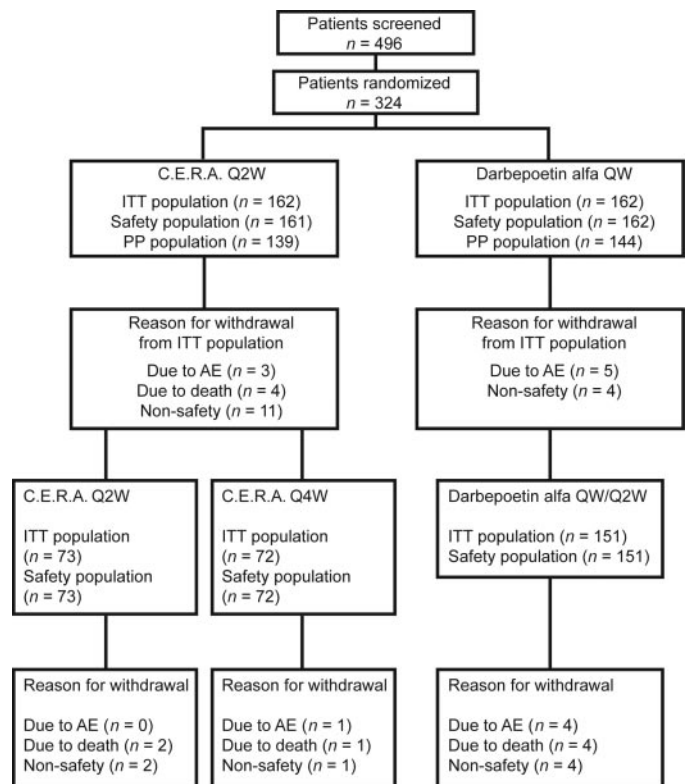 Patients screened
n = 496
Patients randomized
n = 324
C.E.R.A. Q2W
ITT population (n = 162)
Safety population (n = 161)
PP population (n = 139)
Darbepoetin alfa QW
ITT population (n = 162)
Safety population (n = 162)
PP population (n = 144)
Reason for withdrawal
from ITT population
Due to AE (n = 3)
Due to death (n = 4)
Non-safety (n = 11)
Reason for withdrawal
from ITT population
Due to AE (n = 5)
Non-safety (n = 4)
C.E.R.A. Q2W
ITT population
(n = 73)
Safety population
(n = 73)
C.E.R.A. Q4W
ITT population
(n = 72)
Safety population
(n = 72)
Darbepoetin alfa QW/Q2W
ITT population (n = 151)
Safety population (n = 151)
Reason for withdrawal
Due to AE (n = 0)
Due to death (n = 2)
Non-safety (n = 2)
Reason for withdrawal
Due to AE (n = 1)
Due to death (n = 1)
Non-safety (n = 1)
Reason for withdrawal
Due to AE (n = 4)
Due to death (n = 4)
Non-safety (n = 4)